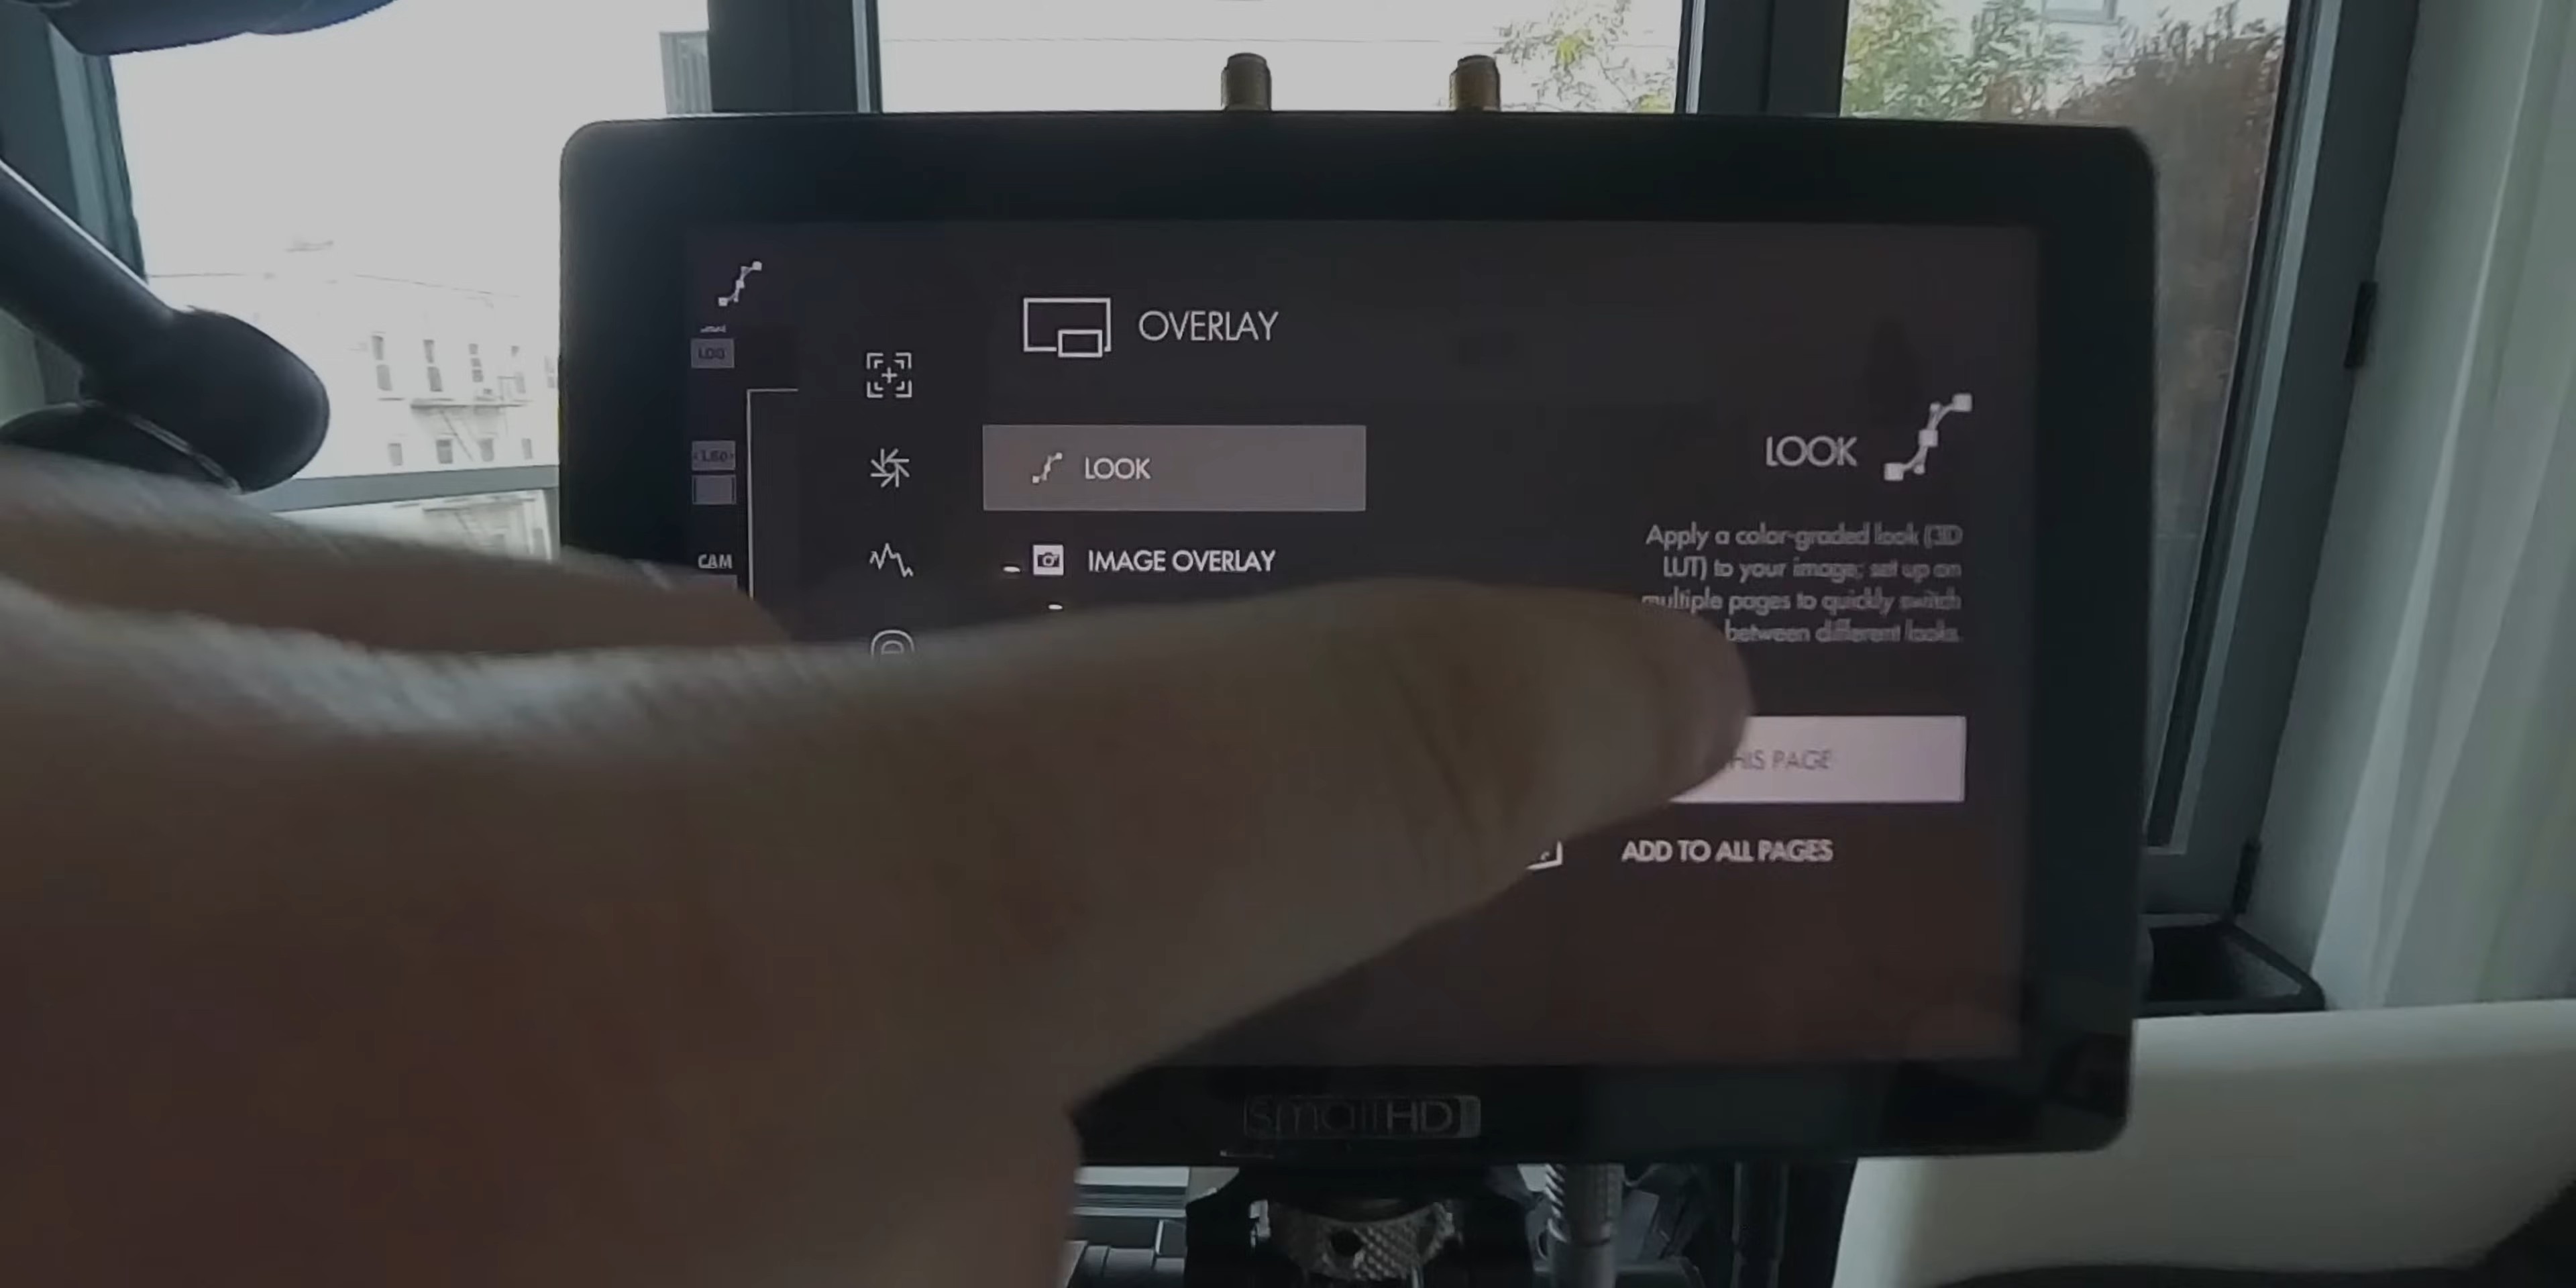 OVERLAY
LOG
LOOK
LOOK
Apply a color-graded look (3D
LUT) to your image; set up on
multiple pages to quickly switch
between different looks.
CAM
IMAGE OVERLAY
PAGE
ADD TO ALL PAGES
smallHD